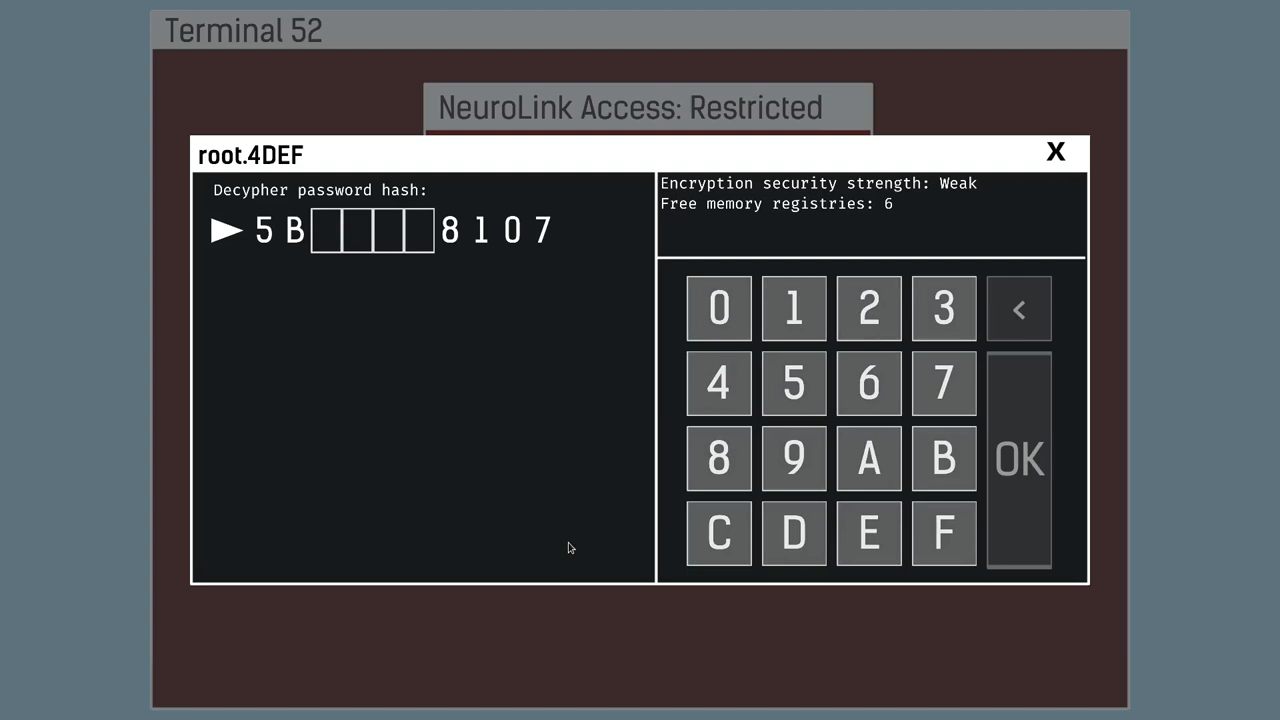 Terminal 52
NeuroLink Access: Restricted
root.4DEF X
Decypher password hash:
5 B 8 1 0 7
Encryption security strength: Weak
Free memory registries: 6
0 1 2 3 <
4 5 6 7
8 9 A B OK
C D E F